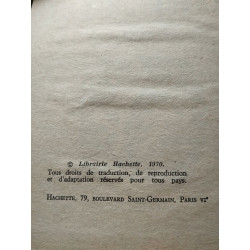 © Librairie Hachette, 1970.
Tous droits de traduction, de reproduction
et d'adaptation réservés pour tous pays.
HACHETTE, 79, BOULEVARD SAINT-GERMAIN, PARIS VIᵉ